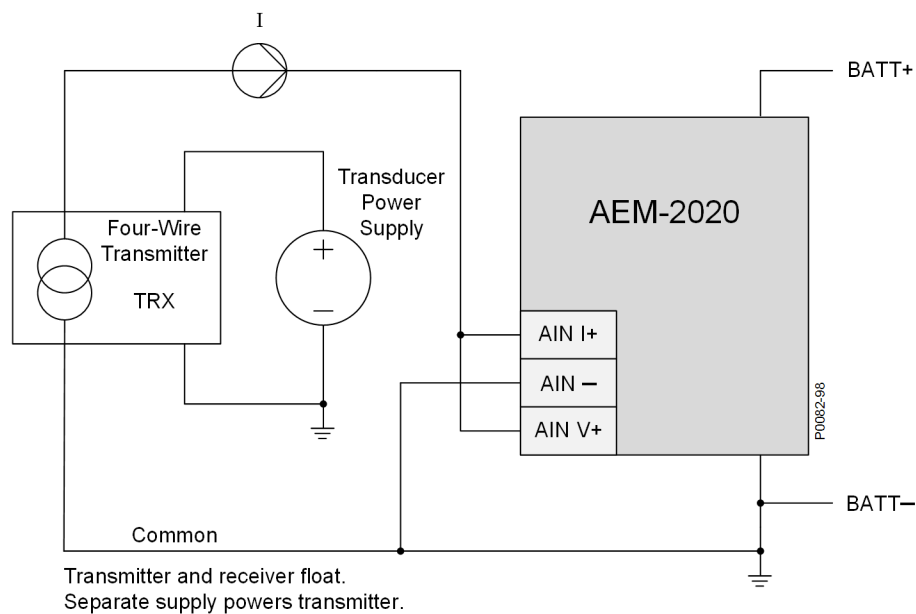 I
BATT+
Transducer
Power
Supply
AEM-2020
Four-Wire
Transmitter
TRX
+
−
AIN I+
AIN −
AIN V+
P0082-98
BATT−
Common
Transmitter and receiver float.
Separate supply powers transmitter.